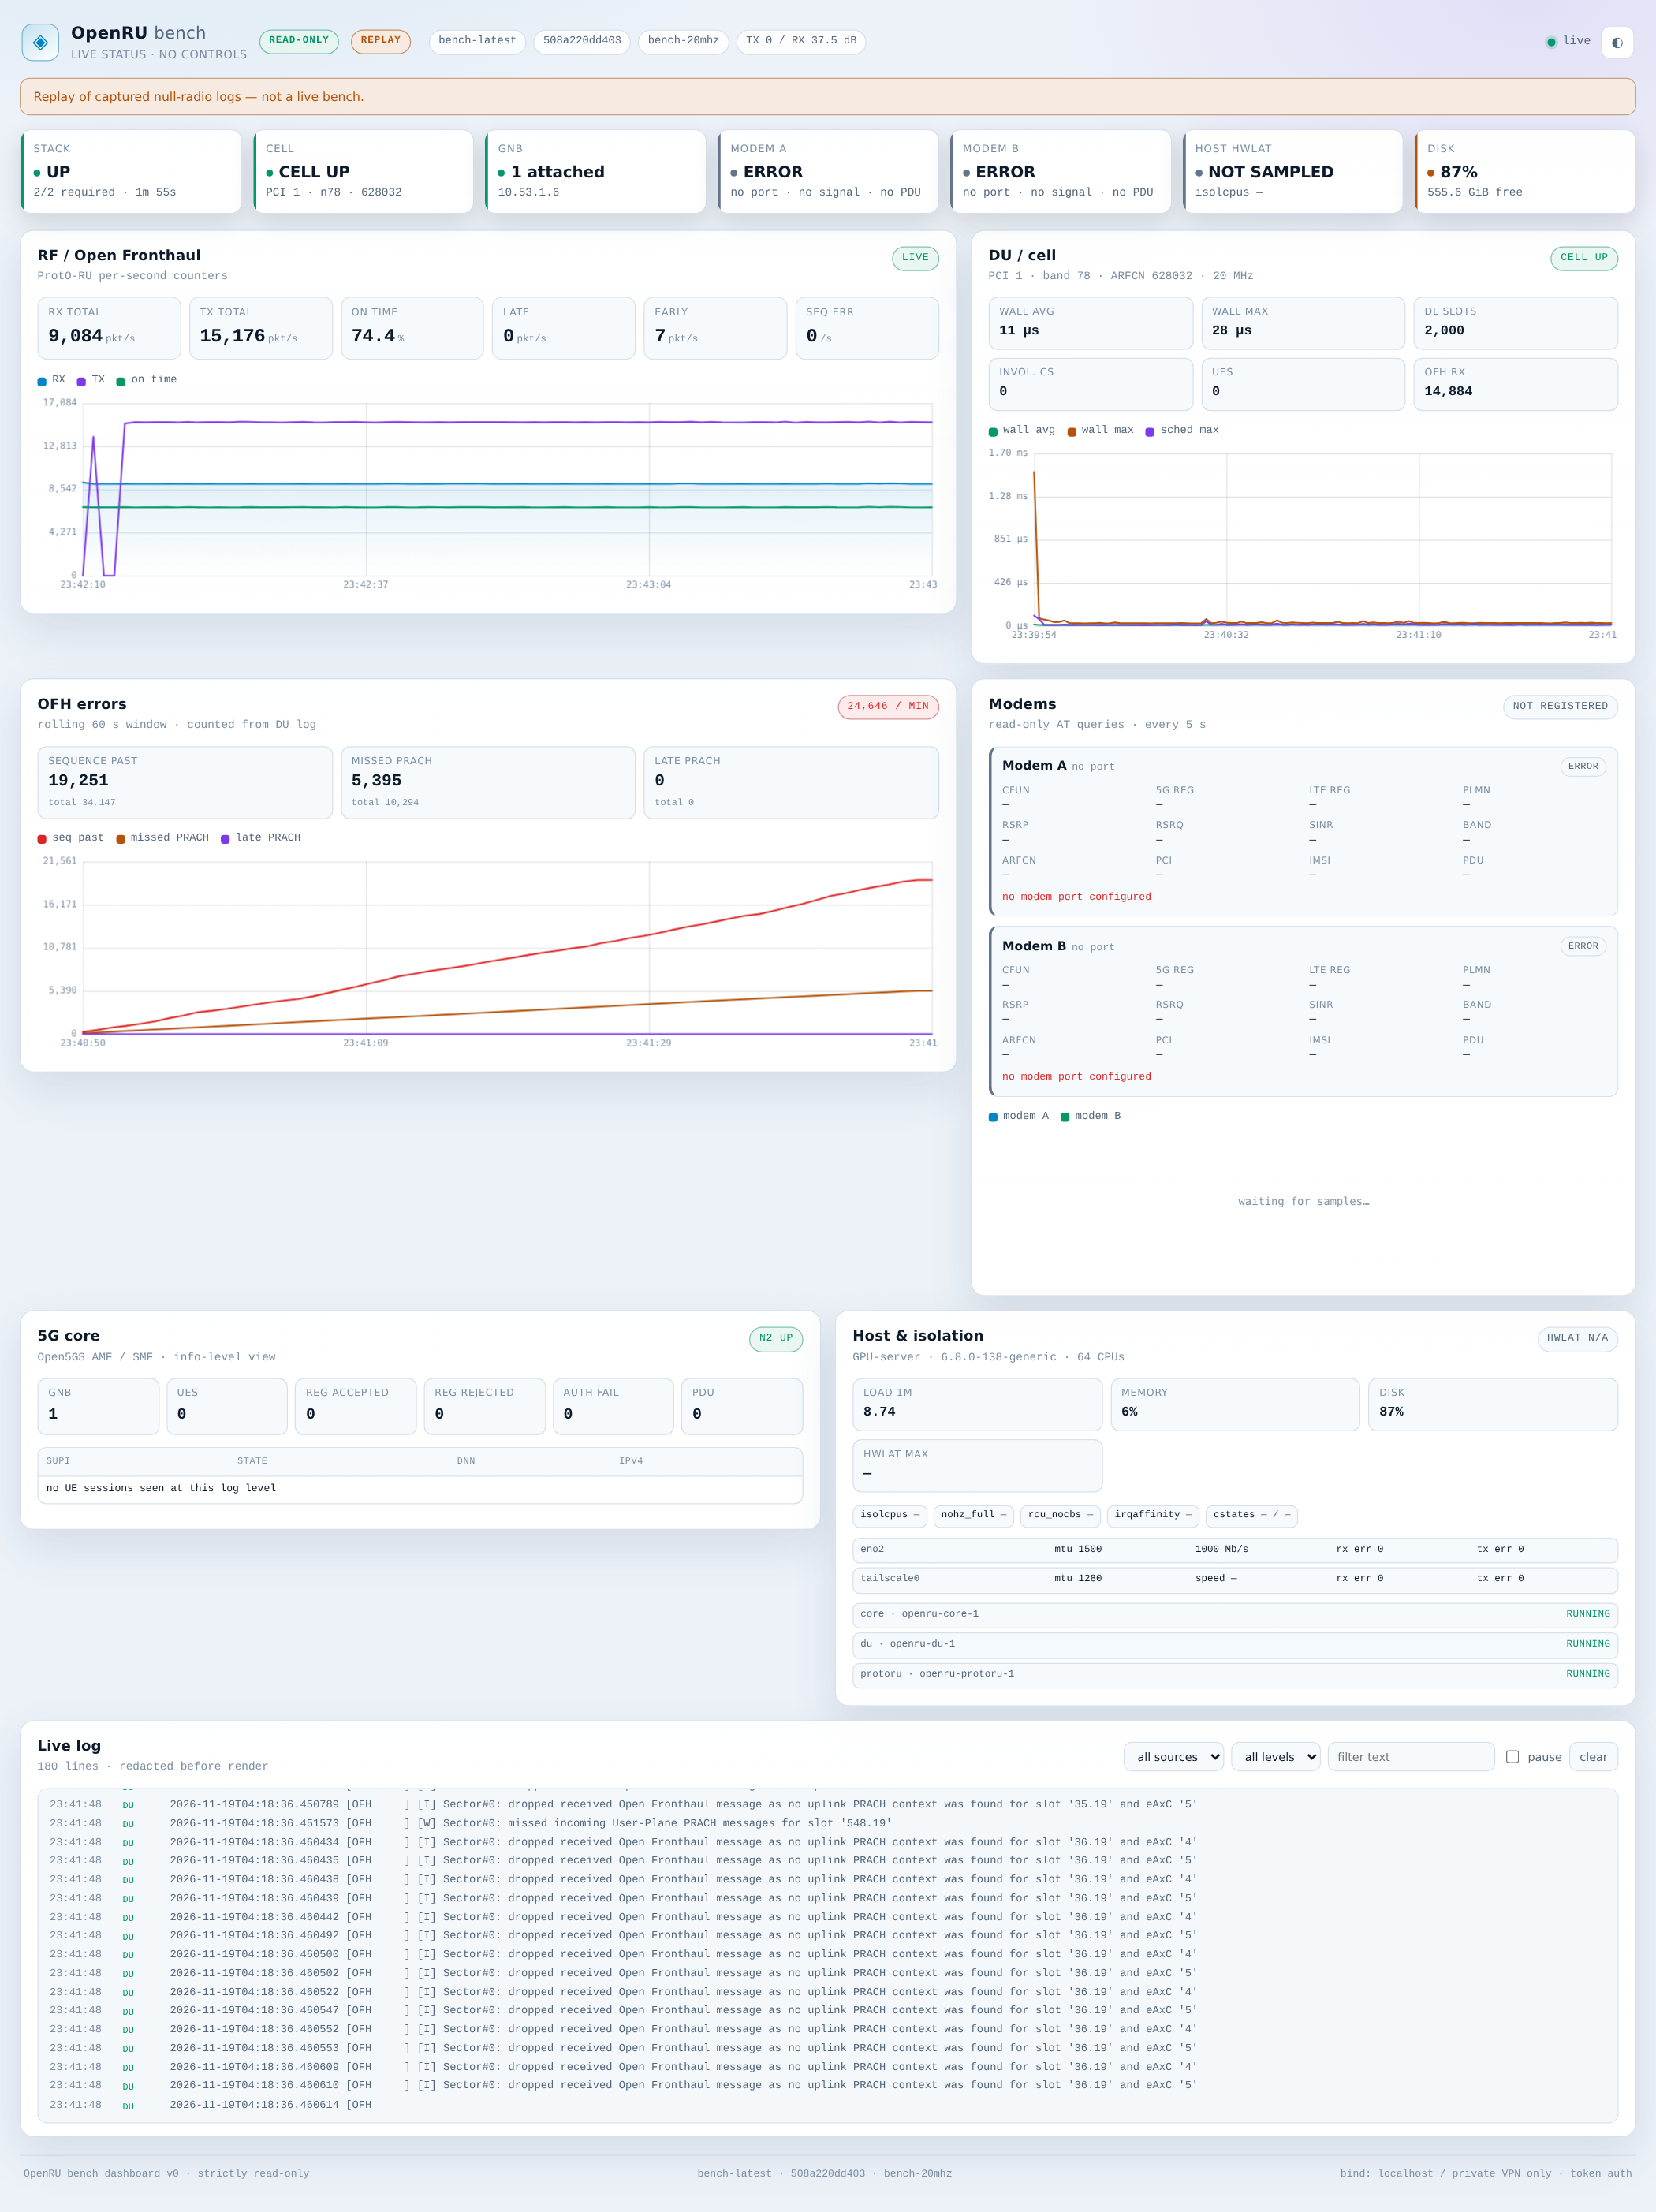 OpenRU bench
LIVE STATUS · NO CONTROLS
READ-ONLY
REPLAY
bench-latest
508a220dd403
bench-20mhz
TX 0 / RX 37.5 dB
live
Replay of captured null-radio logs — not a live bench.
STACK
UP
2/2 required · 1m 55s
CELL
CELL UP
PCI 1 · n78 · 628032
GNB
1 attached
10.53.1.6
MODEM A
ERROR
no port · no signal · no PDU
MODEM B
ERROR
no port · no signal · no PDU
HOST HWLAT
NOT SAMPLED
isolcpus —
DISK
87%
555.6 GiB free
RF / Open Fronthaul
ProtO-RU per-second counters
LIVE
RX TOTAL
9,084 pkt/s
TX TOTAL
15,176 pkt/s
ON TIME
74.4 %
LATE
0 pkt/s
EARLY
7 pkt/s
SEQ ERR
0 /s
RX TX on time
17,084
12,813
8,542
4,271
0
23:42:10 23:42:37 23:43:04 23:43
DU / cell
PCI 1 · band 78 · ARFCN 628032 · 20 MHz
CELL UP
WALL AVG
11 µs
WALL MAX
28 µs
DL SLOTS
2,000
INVOL. CS
0
UES
0
OFH RX
14,884
wall avg wall max sched max
1.70 ms
1.28 ms
851 µs
426 µs
0 µs
23:39:54 23:40:32 23:41:10 23:41
OFH errors
rolling 60 s window · counted from DU log
24,646 / MIN
SEQUENCE PAST
19,251
total 34,147
MISSED PRACH
5,395
total 10,294
LATE PRACH
0
total 0
seq past missed PRACH late PRACH
21,561
16,171
10,781
5,390
0
23:40:50 23:41:09 23:41:29 23:41
Modems
read-only AT queries · every 5 s
NOT REGISTERED
Modem A no port
ERROR
CFUN 5G REG LTE REG PLMN
— — — —
RSRP RSRQ SINR BAND
— — — —
ARFCN PCI IMSI PDU
— — — —
no modem port configured
Modem B no port
ERROR
CFUN 5G REG LTE REG PLMN
— — — —
RSRP RSRQ SINR BAND
— — — —
ARFCN PCI IMSI PDU
— — — —
no modem port configured
modem A modem B
waiting for samples…
5G core
Open5GS AMF / SMF · info-level view
N2 UP
GNB
1
UES
0
REG ACCEPTED
0
REG REJECTED
0
AUTH FAIL
0
PDU
0
SUPI STATE DNN IPV4
no UE sessions seen at this log level
Host & isolation
GPU-server · 6.8.0-138-generic · 64 CPUs
HWLAT N/A
LOAD 1M
8.74
MEMORY
6%
DISK
87%
HWLAT MAX
—
isolcpus — nohz_full — rcu_nocbs — irqaffinity — cstates — / —
eno2 mtu 1500 1000 Mb/s rx err 0 tx err 0
tailscale0 mtu 1280 speed — rx err 0 tx err 0
core · openru-core-1 RUNNING
du · openru-du-1 RUNNING
protoru · openru-protoru-1 RUNNING
Live log
180 lines · redacted before render
all sources all levels filter text pause clear
23:41:48 DU 2026-11-19T04:18:36.450789 [OFH ] [I] Sector#0: dropped received Open Fronthaul message as no uplink PRACH context was found for slot '35.19' and eAxC '5'
23:41:48 DU 2026-11-19T04:18:36.451573 [OFH ] [W] Sector#0: missed incoming User-Plane PRACH messages for slot '548.19'
23:41:48 DU 2026-11-19T04:18:36.460434 [OFH ] [I] Sector#0: dropped received Open Fronthaul message as no uplink PRACH context was found for slot '36.19' and eAxC '4'
23:41:48 DU 2026-11-19T04:18:36.460435 [OFH ] [I] Sector#0: dropped received Open Fronthaul message as no uplink PRACH context was found for slot '36.19' and eAxC '5'
23:41:48 DU 2026-11-19T04:18:36.460438 [OFH ] [I] Sector#0: dropped received Open Fronthaul message as no uplink PRACH context was found for slot '36.19' and eAxC '4'
23:41:48 DU 2026-11-19T04:18:36.460439 [OFH ] [I] Sector#0: dropped received Open Fronthaul message as no uplink PRACH context was found for slot '36.19' and eAxC '5'
23:41:48 DU 2026-11-19T04:18:36.460442 [OFH ] [I] Sector#0: dropped received Open Fronthaul message as no uplink PRACH context was found for slot '36.19' and eAxC '4'
23:41:48 DU 2026-11-19T04:18:36.460492 [OFH ] [I] Sector#0: dropped received Open Fronthaul message as no uplink PRACH context was found for slot '36.19' and eAxC '5'
23:41:48 DU 2026-11-19T04:18:36.460500 [OFH ] [I] Sector#0: dropped received Open Fronthaul message as no uplink PRACH context was found for slot '36.19' and eAxC '4'
23:41:48 DU 2026-11-19T04:18:36.460502 [OFH ] [I] Sector#0: dropped received Open Fronthaul message as no uplink PRACH context was found for slot '36.19' and eAxC '5'
23:41:48 DU 2026-11-19T04:18:36.460522 [OFH ] [I] Sector#0: dropped received Open Fronthaul message as no uplink PRACH context was found for slot '36.19' and eAxC '4'
23:41:48 DU 2026-11-19T04:18:36.460547 [OFH ] [I] Sector#0: dropped received Open Fronthaul message as no uplink PRACH context was found for slot '36.19' and eAxC '5'
23:41:48 DU 2026-11-19T04:18:36.460552 [OFH ] [I] Sector#0: dropped received Open Fronthaul message as no uplink PRACH context was found for slot '36.19' and eAxC '4'
23:41:48 DU 2026-11-19T04:18:36.460553 [OFH ] [I] Sector#0: dropped received Open Fronthaul message as no uplink PRACH context was found for slot '36.19' and eAxC '5'
23:41:48 DU 2026-11-19T04:18:36.460609 [OFH ] [I] Sector#0: dropped received Open Fronthaul message as no uplink PRACH context was found for slot '36.19' and eAxC '4'
23:41:48 DU 2026-11-19T04:18:36.460610 [OFH ] [I] Sector#0: dropped received Open Fronthaul message as no uplink PRACH context was found for slot '36.19' and eAxC '5'
23:41:48 DU 2026-11-19T04:18:36.460614 [OFH
OpenRU bench dashboard v0 · strictly read-only
bench-latest · 508a220dd403 · bench-20mhz
bind: localhost / private VPN only · token auth